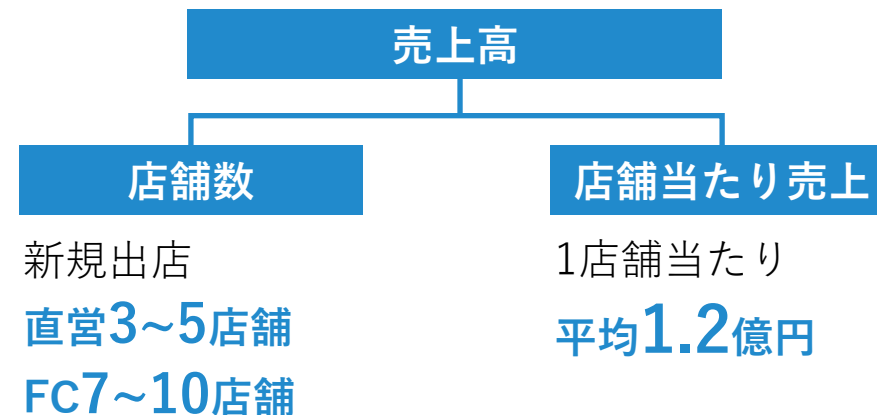 売上高
店舗数
店舗当たり売上
新規出店
直営3~5店舗
FC7~10店舗
1店舗当たり
平均1.2億円